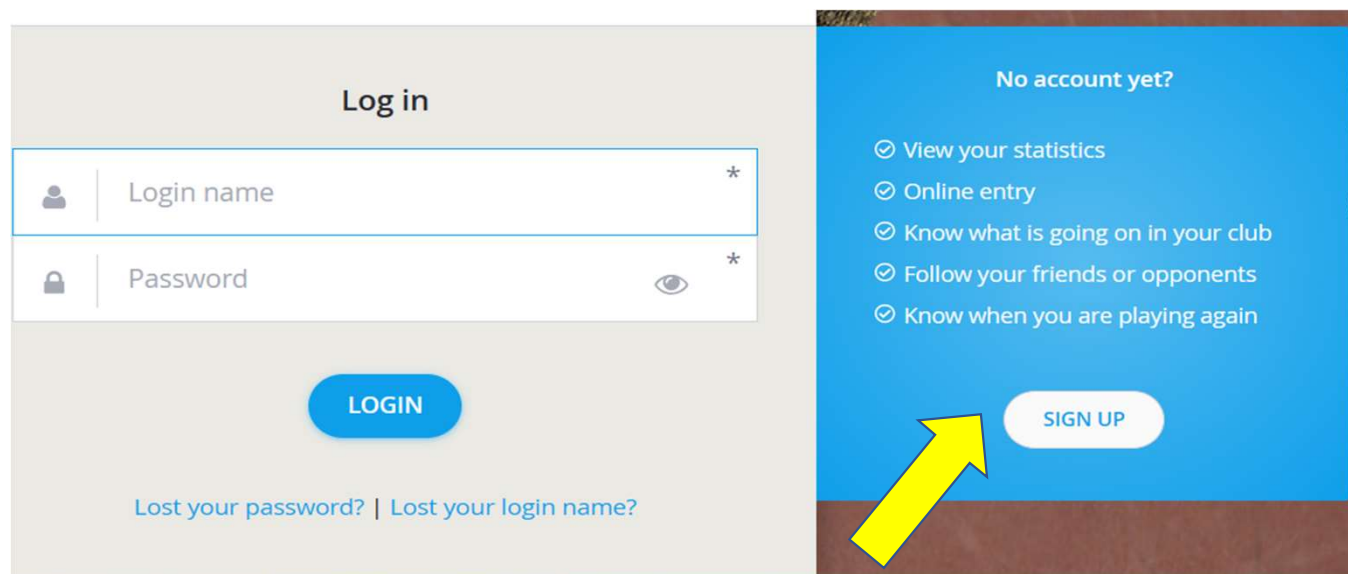 Log in
Login name *
Password *
LOGIN
Lost your password? | Lost your login name?
No account yet?
View your statistics
Online entry
Know what is going on in your club
Follow your friends or opponents
Know when you are playing again
SIGN UP